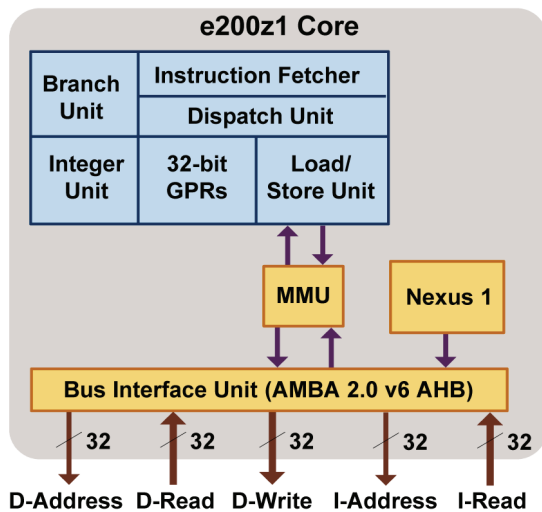 e200z1 Core
Branch
Unit
Instruction Fetcher
Dispatch Unit
Integer
Unit
32-bit
GPRs
Load/
Store Unit
MMU
Nexus 1
Bus Interface Unit (AMBA 2.0 v6 AHB)
32
32
32
32
32
D-Address
D-Read
D-Write
I-Address
I-Read